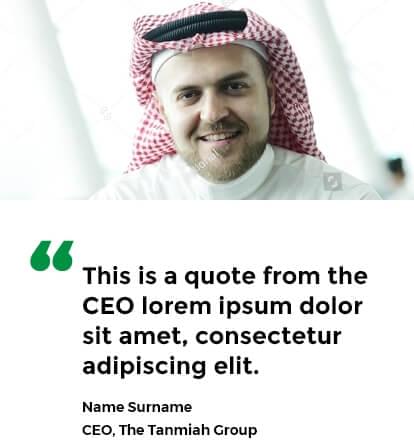 This is a quote from the
CEO lorem ipsum dolor
sit amet, consectetur
adipiscing elit.
Name Surname
CEO, The Tanmiah Group